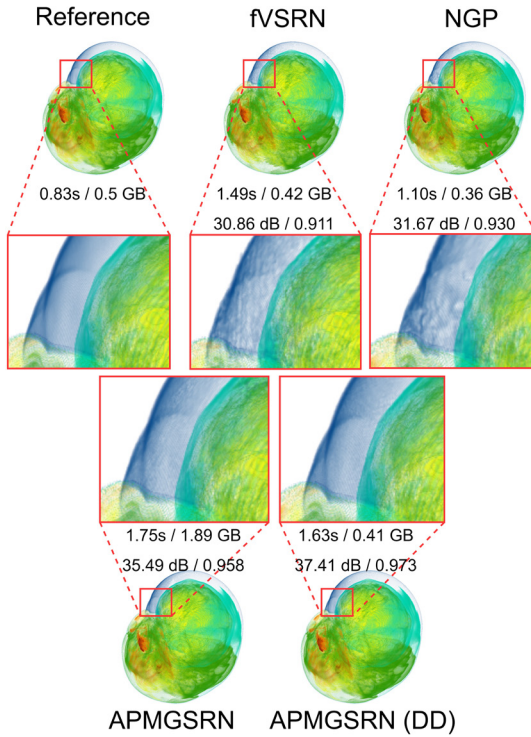 Reference fVSRN NGP
0.83s / 0.5 GB 1.49s / 0.42 GB 1.10s / 0.36 GB
30.86 dB / 0.911 31.67 dB / 0.930
1.75s / 1.89 GB 1.63s / 0.41 GB
35.49 dB / 0.958 37.41 dB / 0.973
APMGSRN APMGSRN (DD)